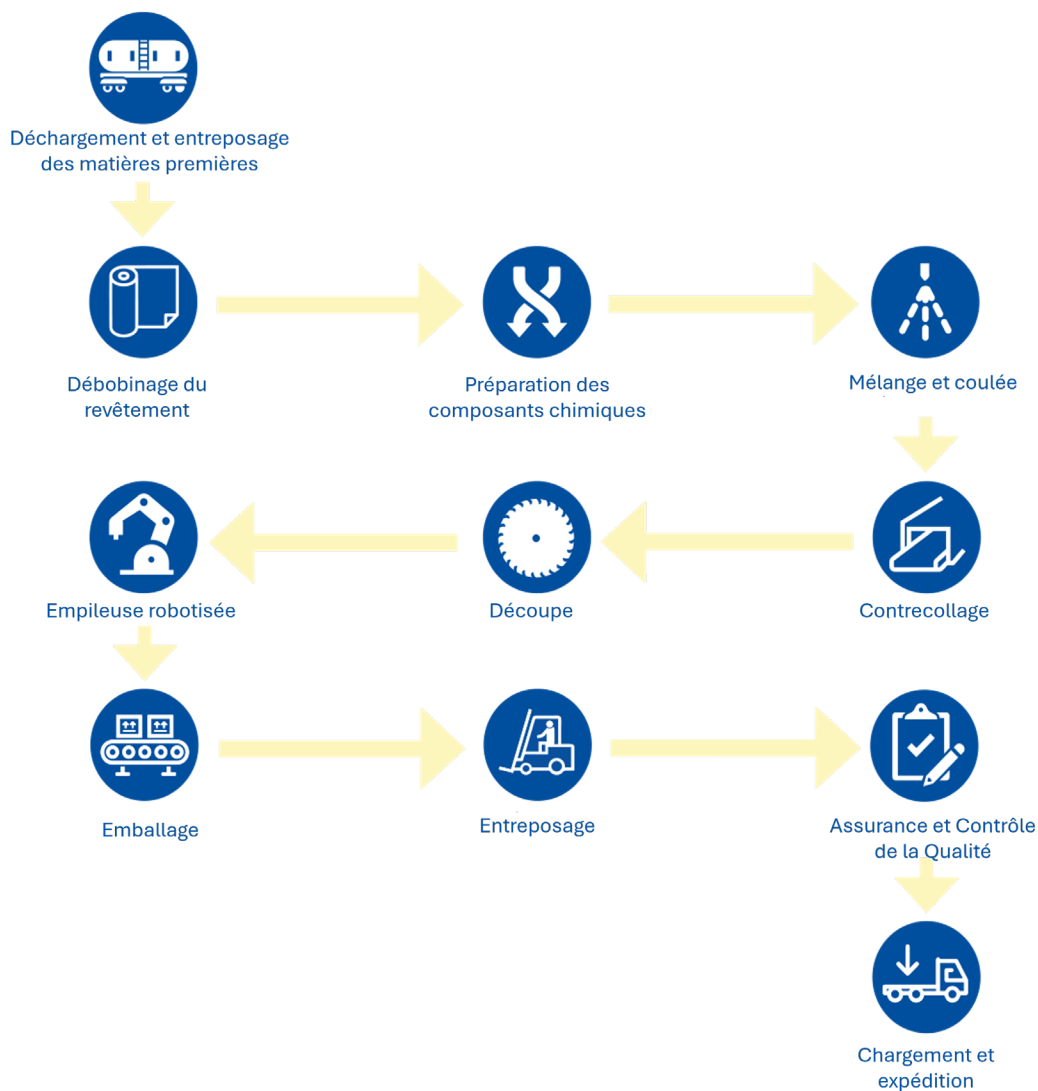 Déchargement et entreposage
des matières premières
Débobinage du
revêtement
Préparation des
composants chimiques
Mélange et coulée
Contrecollage
Découpe
Empileuse robotisée
Emballage
Entreposage
Assurance et Contrôle
de la Qualité
Chargement et
expédition